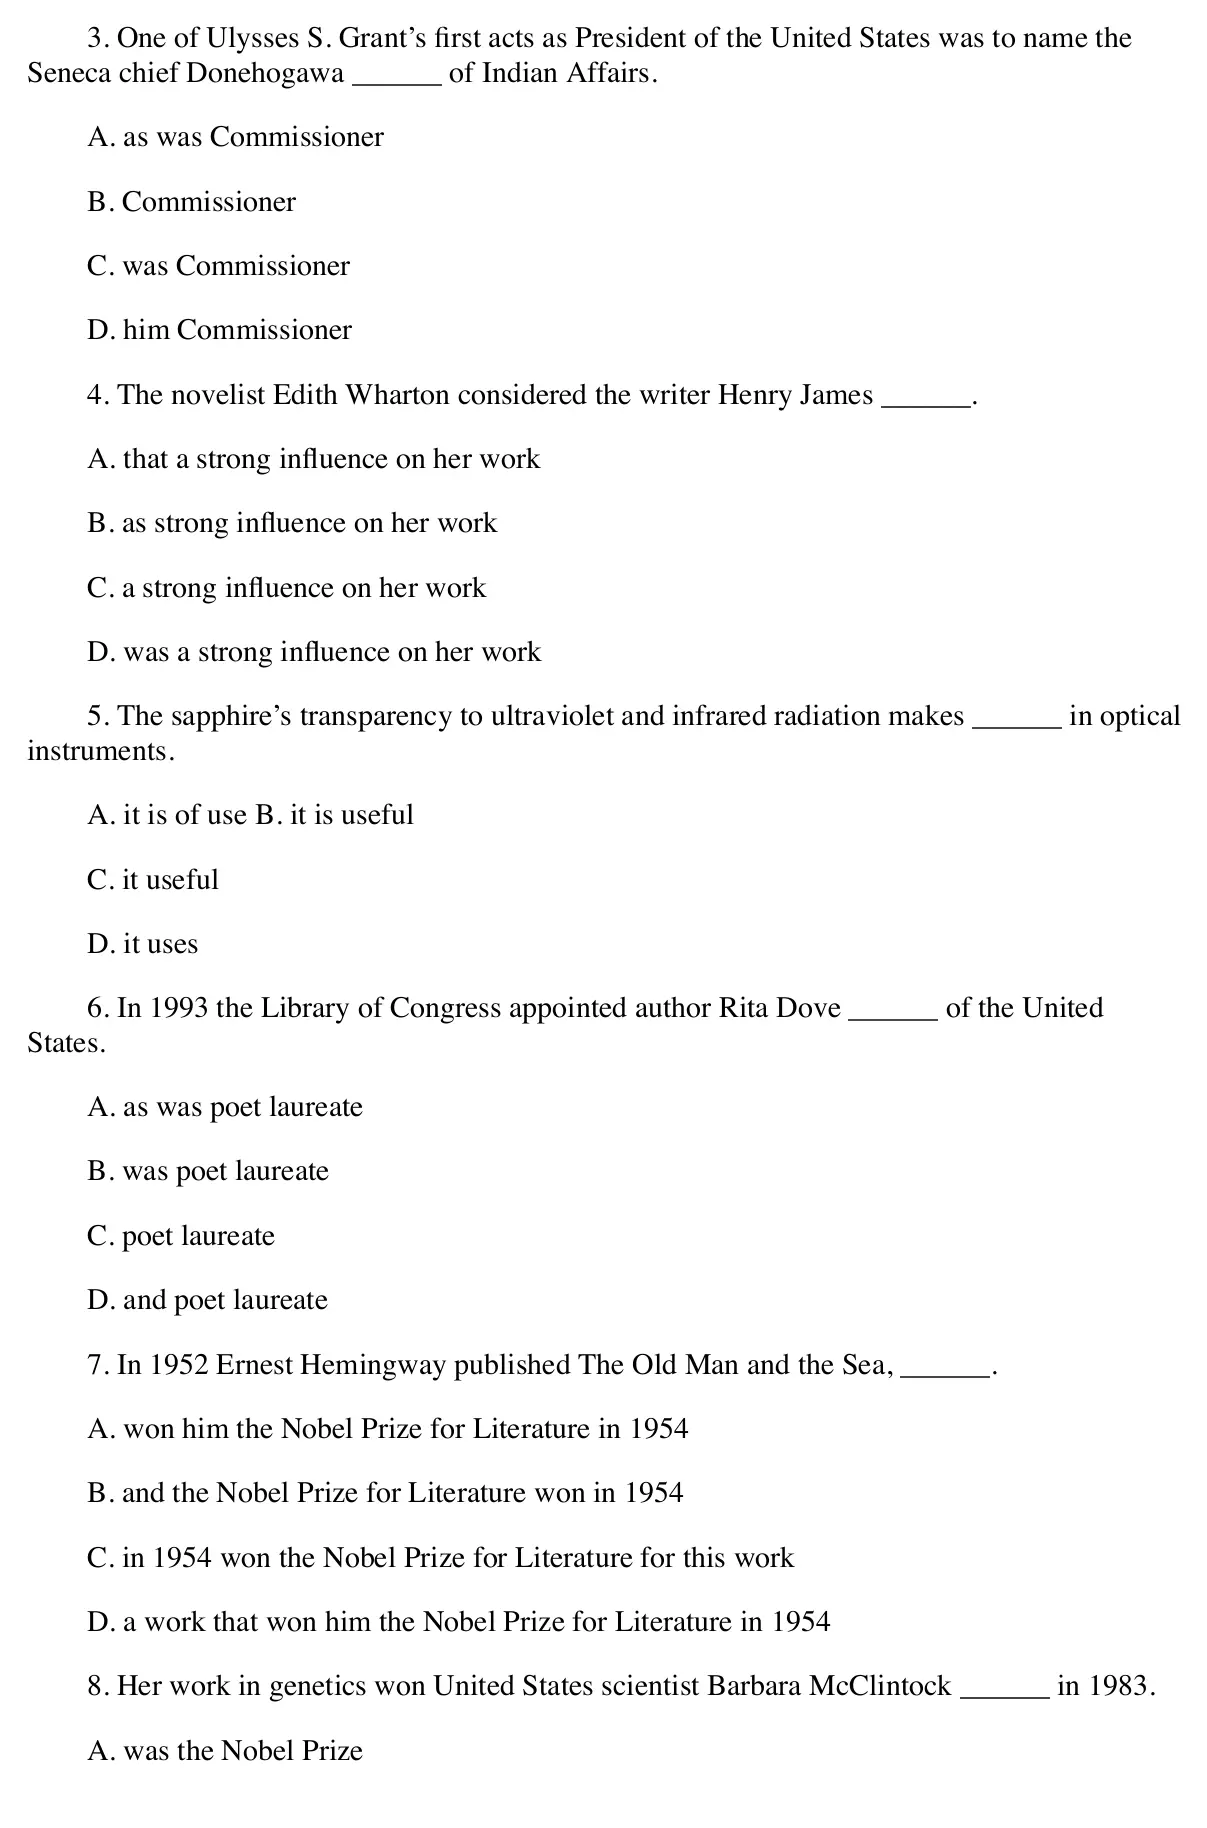 3. One of Ulysses S. Grant’s first acts as President of the United States was to name the
Seneca chief Donehogawa ______ of Indian Affairs.
A. as was Commissioner
B. Commissioner
C. was Commissioner
D. him Commissioner
4. The novelist Edith Wharton considered the writer Henry James ______.
A. that a strong influence on her work
B. as strong influence on her work
C. a strong influence on her work
D. was a strong influence on her work
5. The sapphire’s transparency to ultraviolet and infrared radiation makes ______ in optical
instruments.
A. it is of use B. it is useful
C. it useful
D. it uses
6. In 1993 the Library of Congress appointed author Rita Dove ______ of the United
States.
A. as was poet laureate
B. was poet laureate
C. poet laureate
D. and poet laureate
7. In 1952 Ernest Hemingway published The Old Man and the Sea, ______.
A. won him the Nobel Prize for Literature in 1954
B. and the Nobel Prize for Literature won in 1954
C. in 1954 won the Nobel Prize for Literature for this work
D. a work that won him the Nobel Prize for Literature in 1954
8. Her work in genetics won United States scientist Barbara McClintock ______ in 1983.
A. was the Nobel Prize